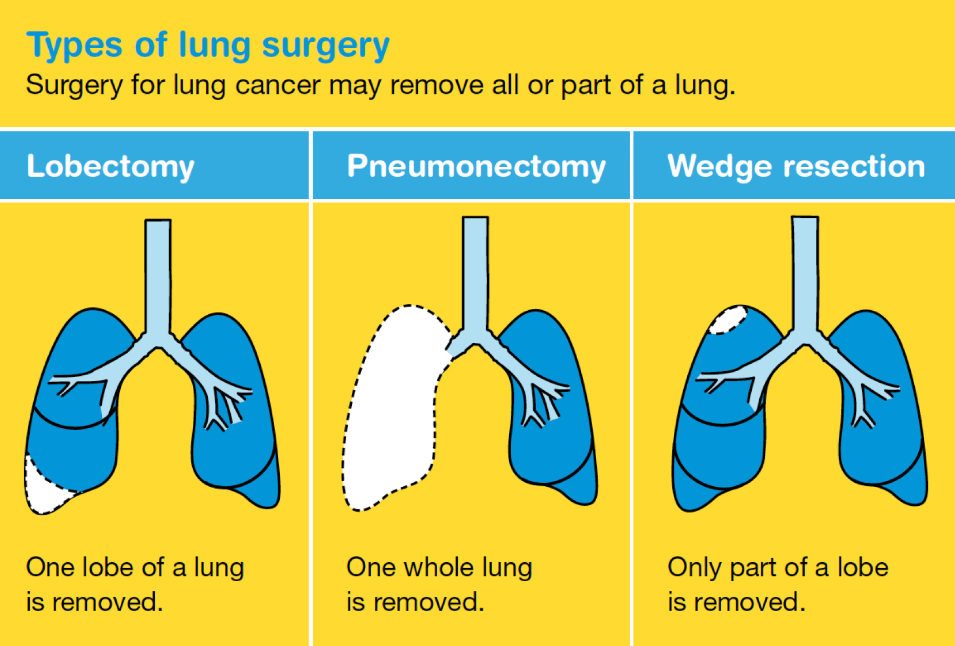 Types of lung surgery
Surgery for lung cancer may remove all or part of a lung.
Lobectomy
Pneumonectomy
Wedge resection
One lobe of a lung
is removed.
One whole lung
is removed.
Only part of a lobe
is removed.